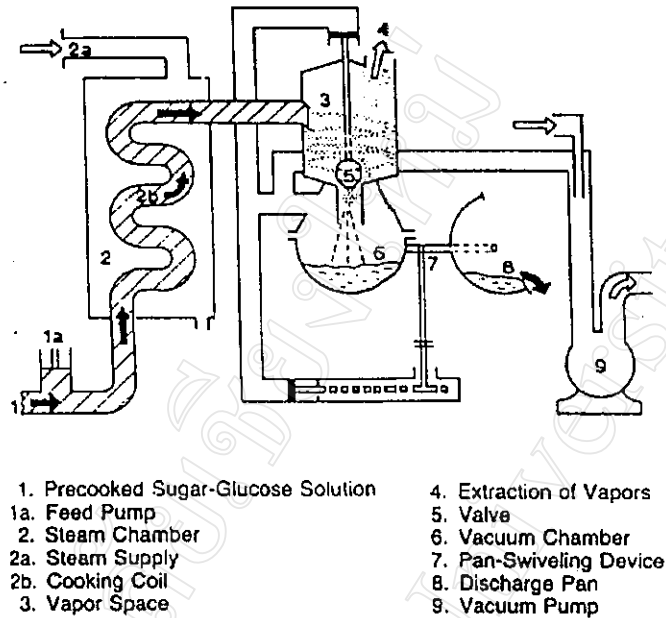 4
2a
3
5
2b
6
7
8
2
1a
9
1
1. Precooked Sugar-Glucose Solution
1a. Feed Pump
2. Steam Chamber
2a. Steam Supply
2b. Cooking Coil
3. Vapor Space
4. Extraction of Vapors
5. Valve
6. Vacuum Chamber
7. Pan-Swiveling Device
8. Discharge Pan
9. Vacuum Pump